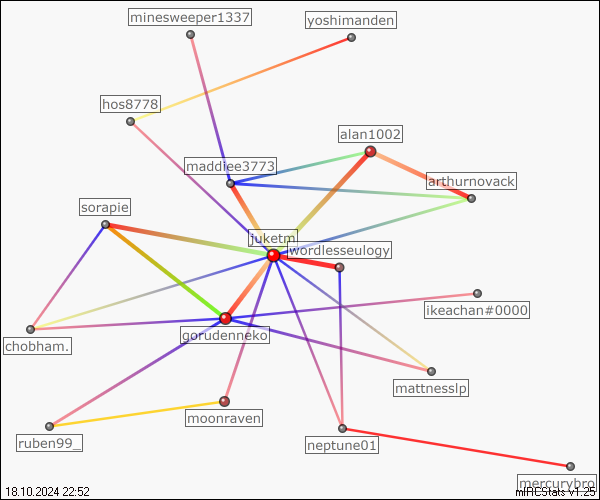 minesweeper1337
yoshimanden
hos8778
alan1002
maddiee3773
arthurnovack
sorapie
juketm
wordlesseulogy
ikeachan#0000
gorudenneko
chobham.
mattnesslp
moonraven
ruben99_
neptune01
mercurybro
18.10.2024 22:52
mIRCStats v1.25